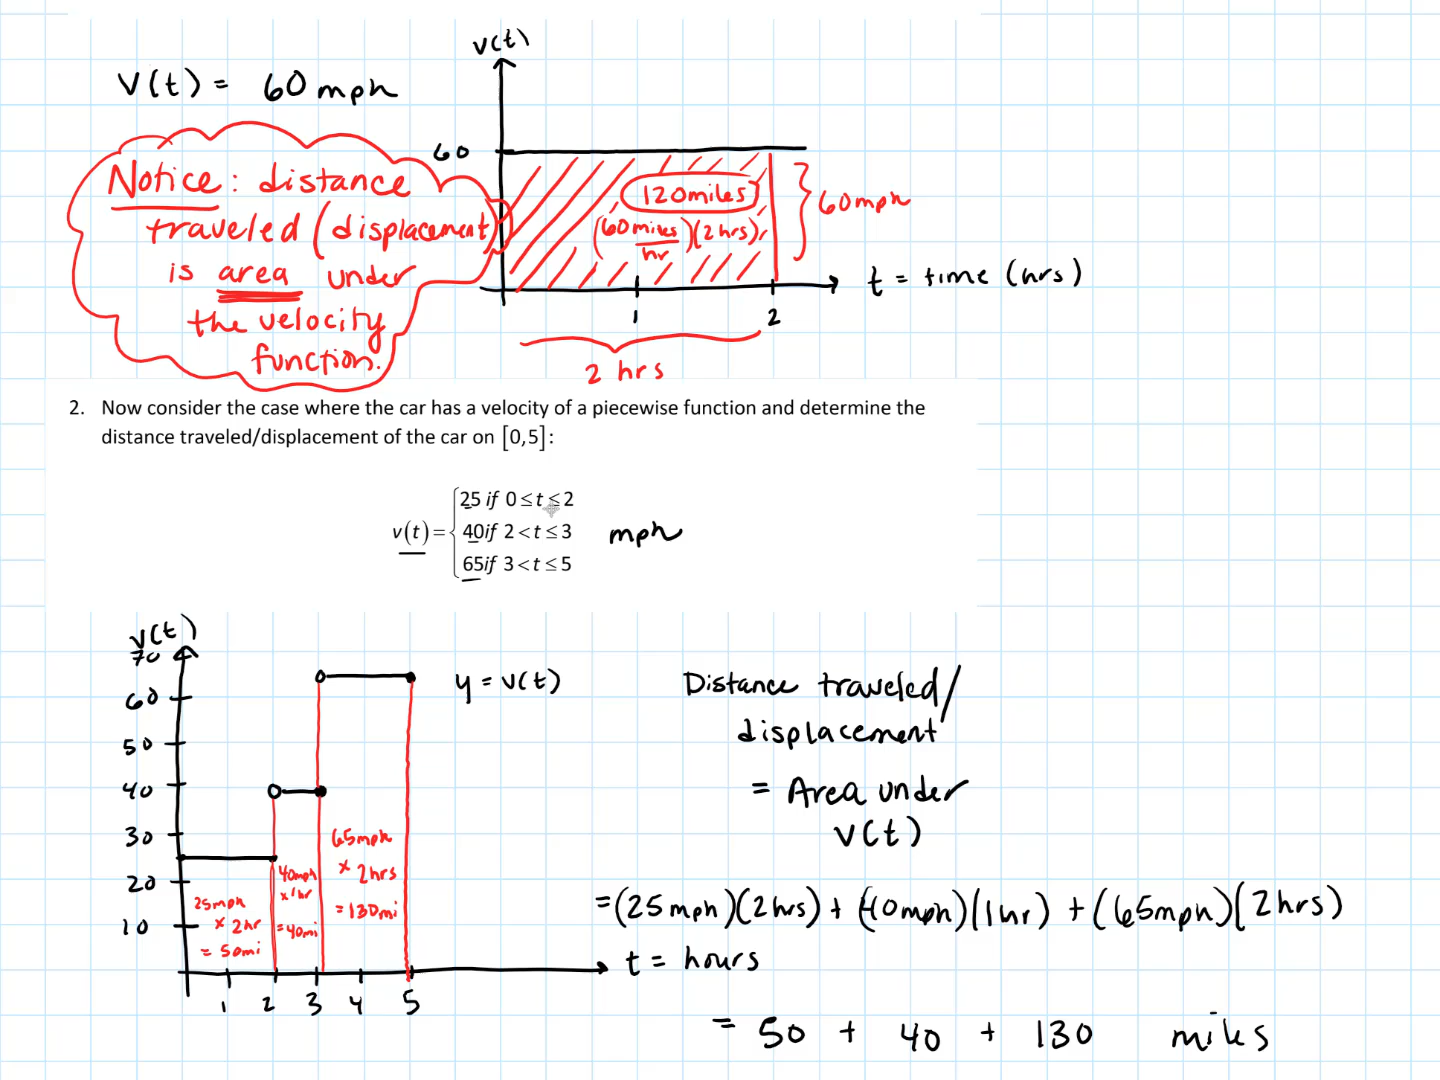 v(t) = 60 mph
v(t)
60
Notice: distance
traveled (displacement)
is area under
the velocity
function.
120 miles
(60 miles/hr)(2 hrs)
60 mph
t = time (hrs)
1 2
2 hrs
2. Now consider the case where the car has a velocity of a piecewise function and determine the
distance traveled/displacement of the car on [0,5]:
v(t) = { 25 if 0 ≤ t ≤ 2
40 if 2 < t ≤ 3
65 if 3 < t ≤ 5
mph
v(t)
70
60
50
40
30
20
10
y = v(t)
25mph
× 2hr
= 50mi
40mph
× 1hr
= 40mi
65mph
× 2hrs
= 130mi
1 2 3 4 5
t = hours
Distance traveled/
displacement
= Area under
v(t)
= (25mph)(2hrs) + (40mph)(1hr) + (65mph)(2hrs)
= 50 + 40 + 130 miles